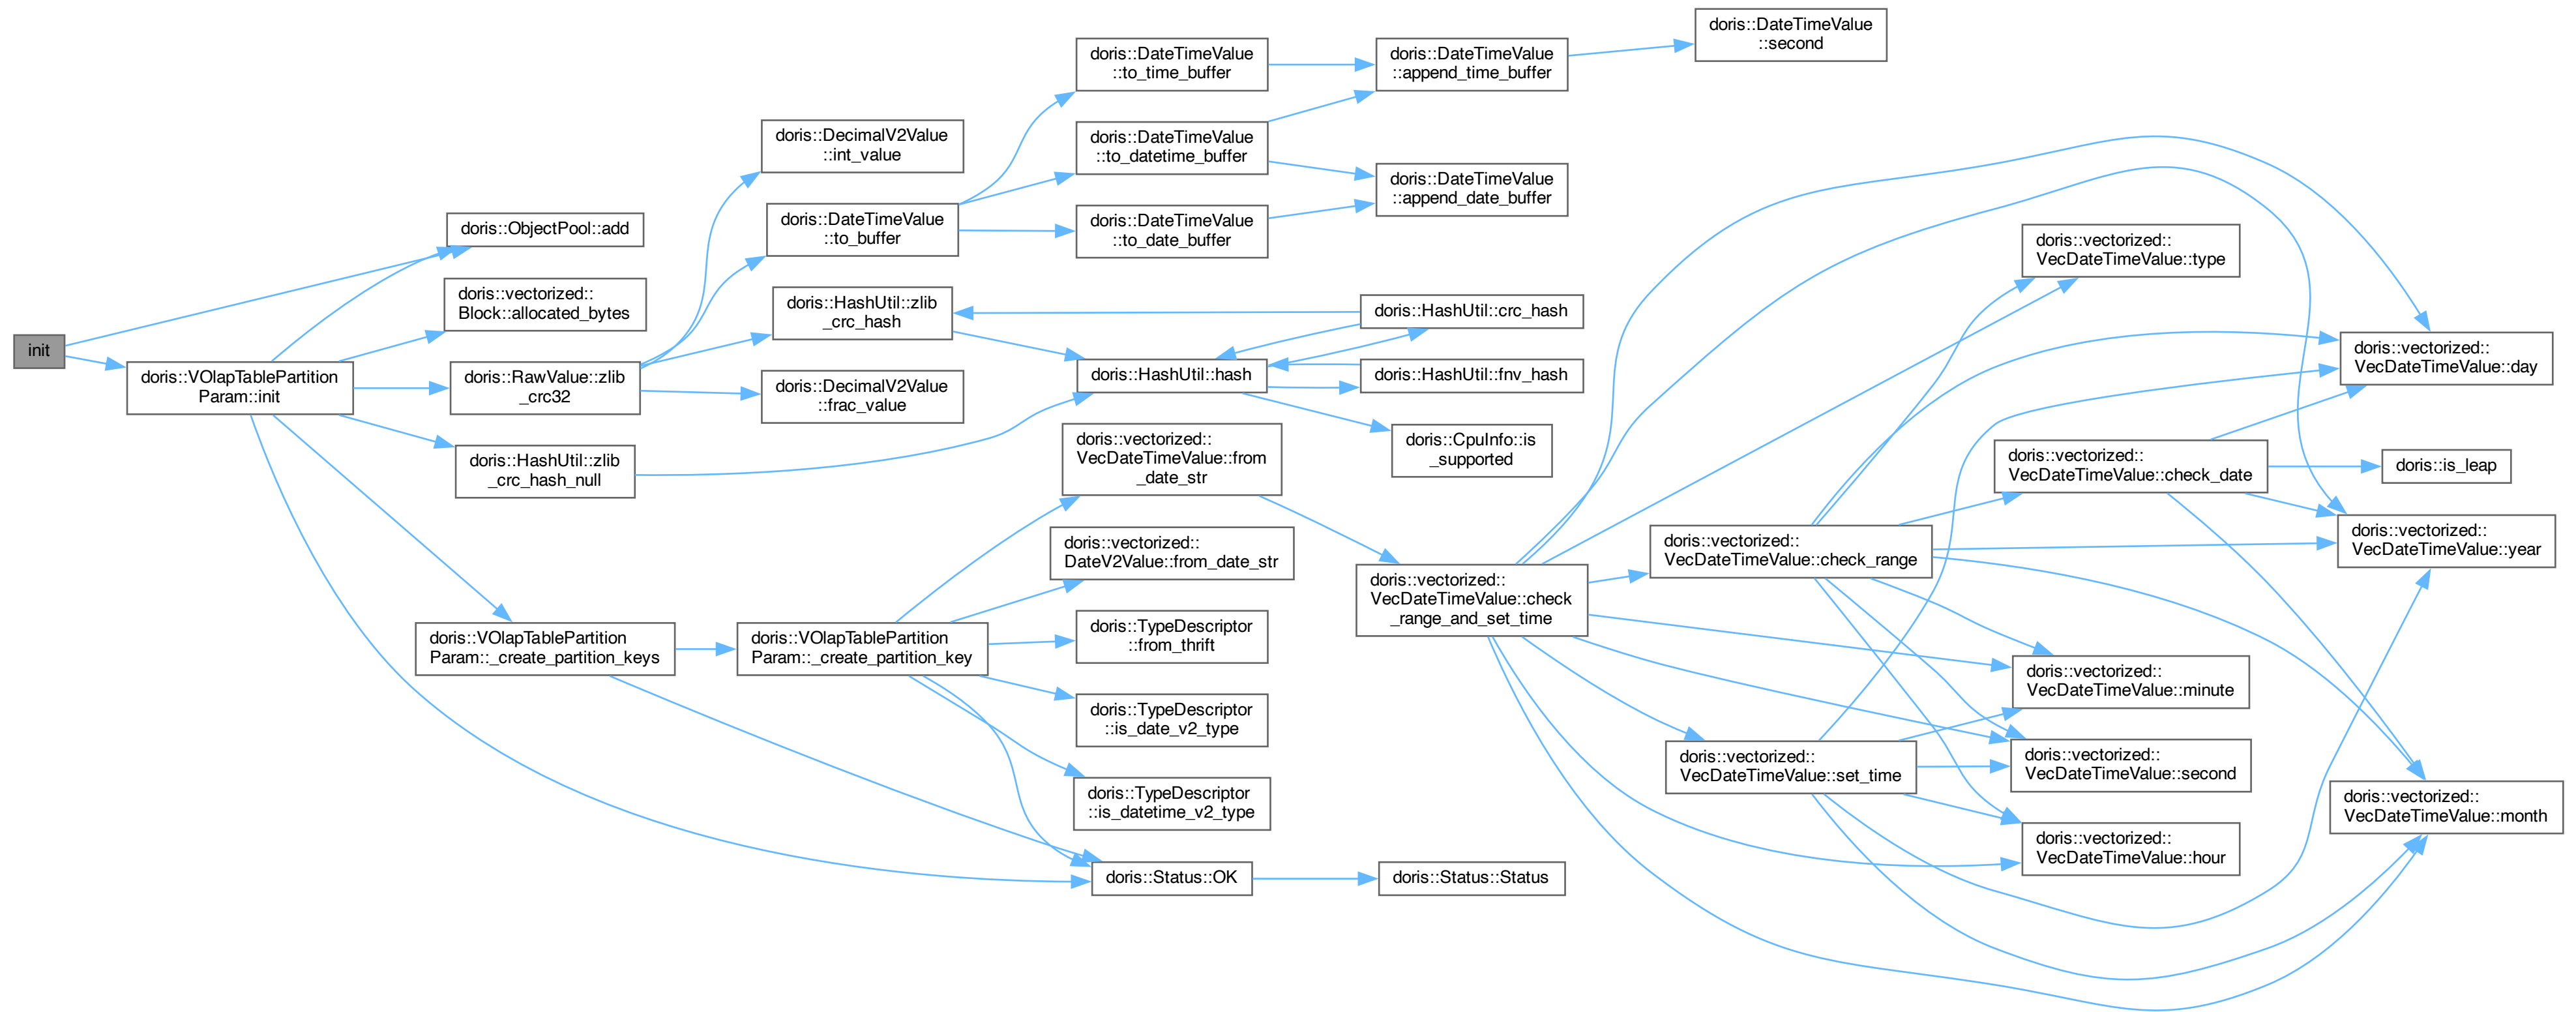 init
doris::ObjectPool::add
doris::vectorized::
Block::allocated_bytes
doris::VOlapTablePartition
Param::init
doris::RawValue::zlib
_crc32
doris::HashUtil::zlib
_crc_hash_null
doris::VOlapTablePartition
Param::_create_partition_keys
doris::DecimalV2Value
::int_value
doris::DateTimeValue
::to_buffer
doris::HashUtil::zlib
_crc_hash
doris::DecimalV2Value
::frac_value
doris::VOlapTablePartition
Param::_create_partition_key
doris::DateTimeValue
::to_time_buffer
doris::DateTimeValue
::to_datetime_buffer
doris::DateTimeValue
::to_date_buffer
doris::HashUtil::hash
doris::vectorized::
VecDateTimeValue::from
_date_str
doris::vectorized::
DateV2Value::from_date_str
doris::TypeDescriptor
::from_thrift
doris::TypeDescriptor
::is_date_v2_type
doris::TypeDescriptor
::is_datetime_v2_type
doris::Status::OK
doris::DateTimeValue
::append_time_buffer
doris::DateTimeValue
::append_date_buffer
doris::HashUtil::crc_hash
doris::HashUtil::fnv_hash
doris::CpuInfo::is
_supported
doris::vectorized::
VecDateTimeValue::check
_range_and_set_time
doris::Status::Status
doris::DateTimeValue
::second
doris::vectorized::
VecDateTimeValue::check_range
doris::vectorized::
VecDateTimeValue::set_time
doris::vectorized::
VecDateTimeValue::type
doris::vectorized::
VecDateTimeValue::check_date
doris::vectorized::
VecDateTimeValue::minute
doris::vectorized::
VecDateTimeValue::second
doris::vectorized::
VecDateTimeValue::hour
doris::vectorized::
VecDateTimeValue::day
doris::is_leap
doris::vectorized::
VecDateTimeValue::year
doris::vectorized::
VecDateTimeValue::month